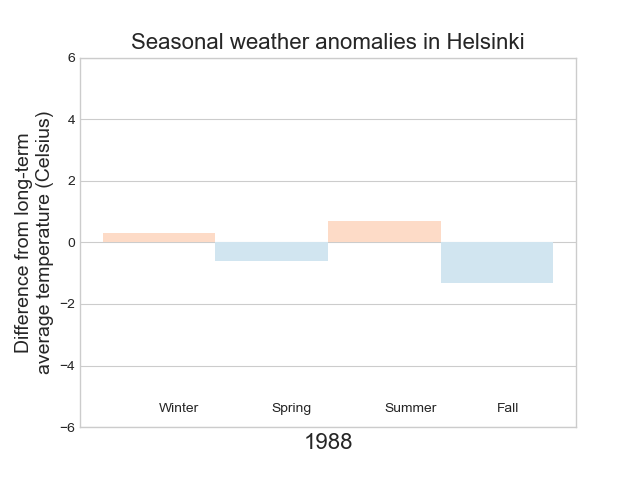 Seasonal weather anomalies in Helsinki
Difference from long-term
average temperature (Celsius)
6
4
2
0
−2
−4
−6
Winter Spring Summer Fall
1988